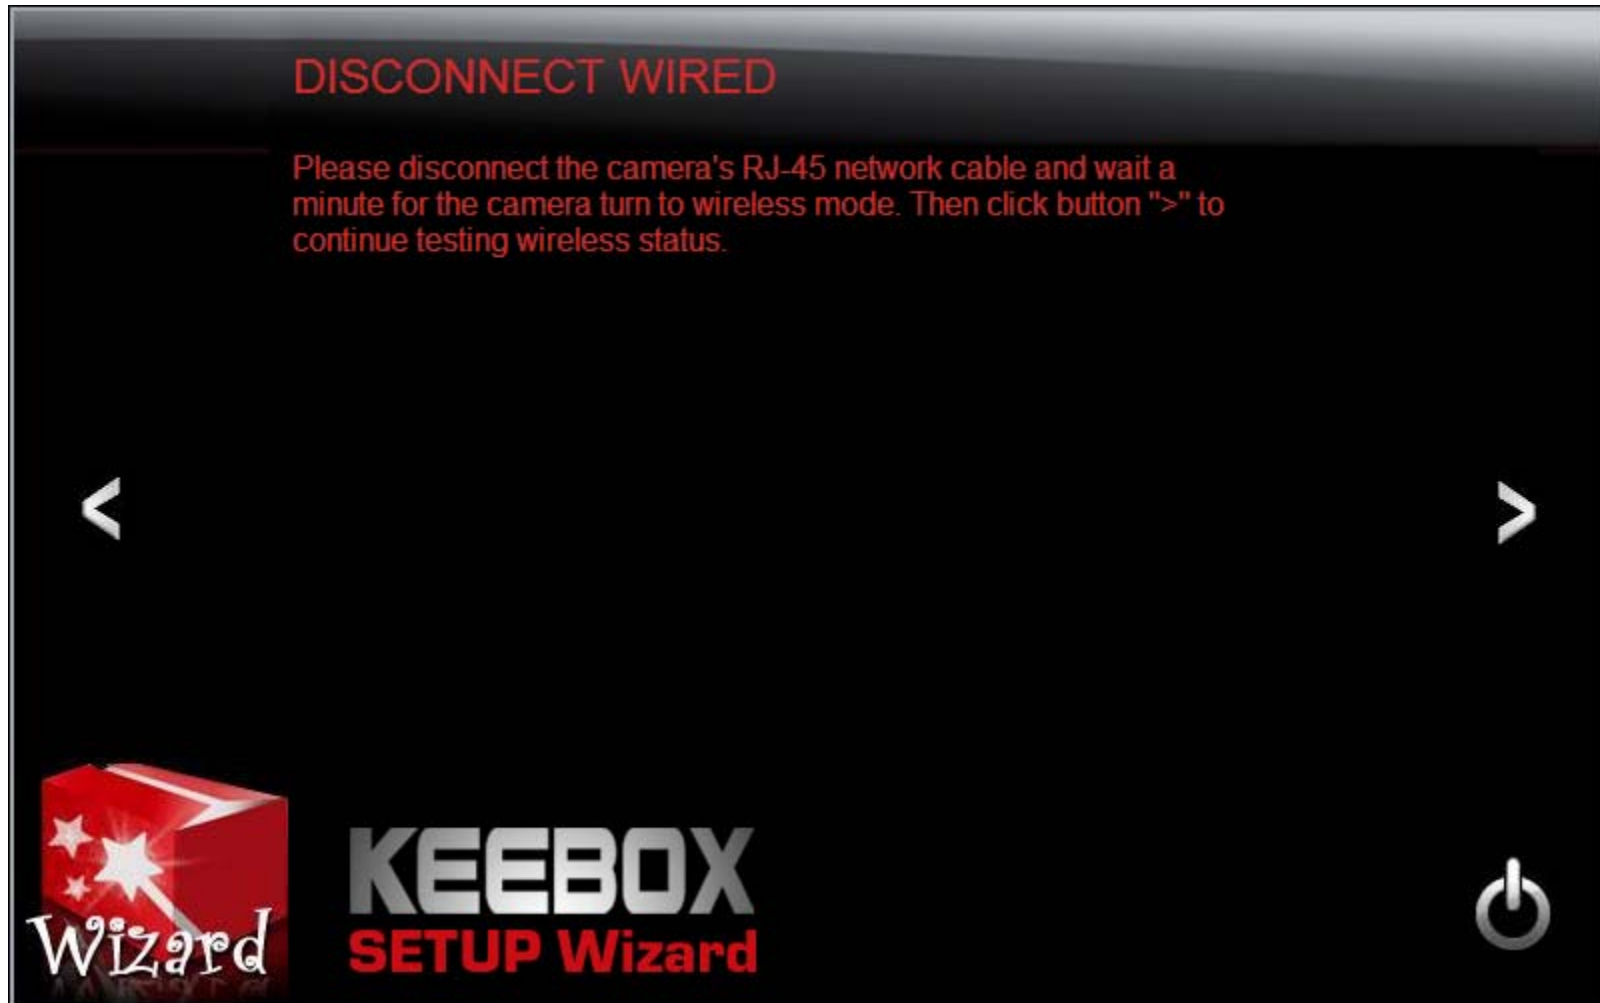 DISCONNECT WIRED
Please disconnect the camera's RJ-45 network cable and wait a
minute for the camera turn to wireless mode. Then click button ">" to
continue testing wireless status.
<
>
Wizard
KEEBOX
SETUP Wizard